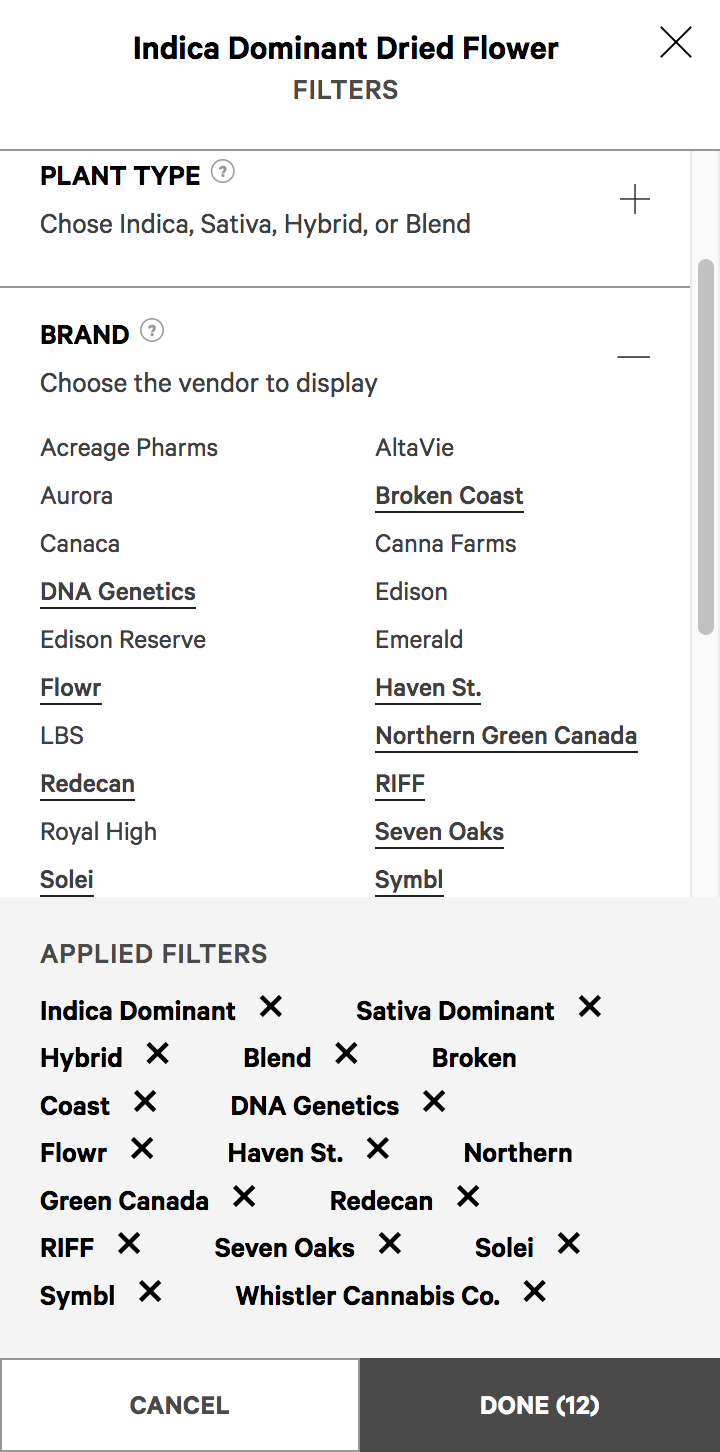 Indica Dominant Dried Flower
FILTERS
PLANT TYPE ?
Chose Indica, Sativa, Hybrid, or Blend
BRAND ?
Choose the vendor to display
Acreage Pharms AltaVie
Aurora Broken Coast
Canaca Canna Farms
DNA Genetics Edison
Edison Reserve Emerald
Flowr Haven St.
LBS Northern Green Canada
Redecan RIFF
Royal High Seven Oaks
Solei Symbl
APPLIED FILTERS
Indica Dominant Sativa Dominant
Hybrid Blend Broken
Coast DNA Genetics
Flowr Haven St. Northern
Green Canada Redecan
RIFF Seven Oaks Solei
Symbl Whistler Cannabis Co.
CANCEL DONE (12)